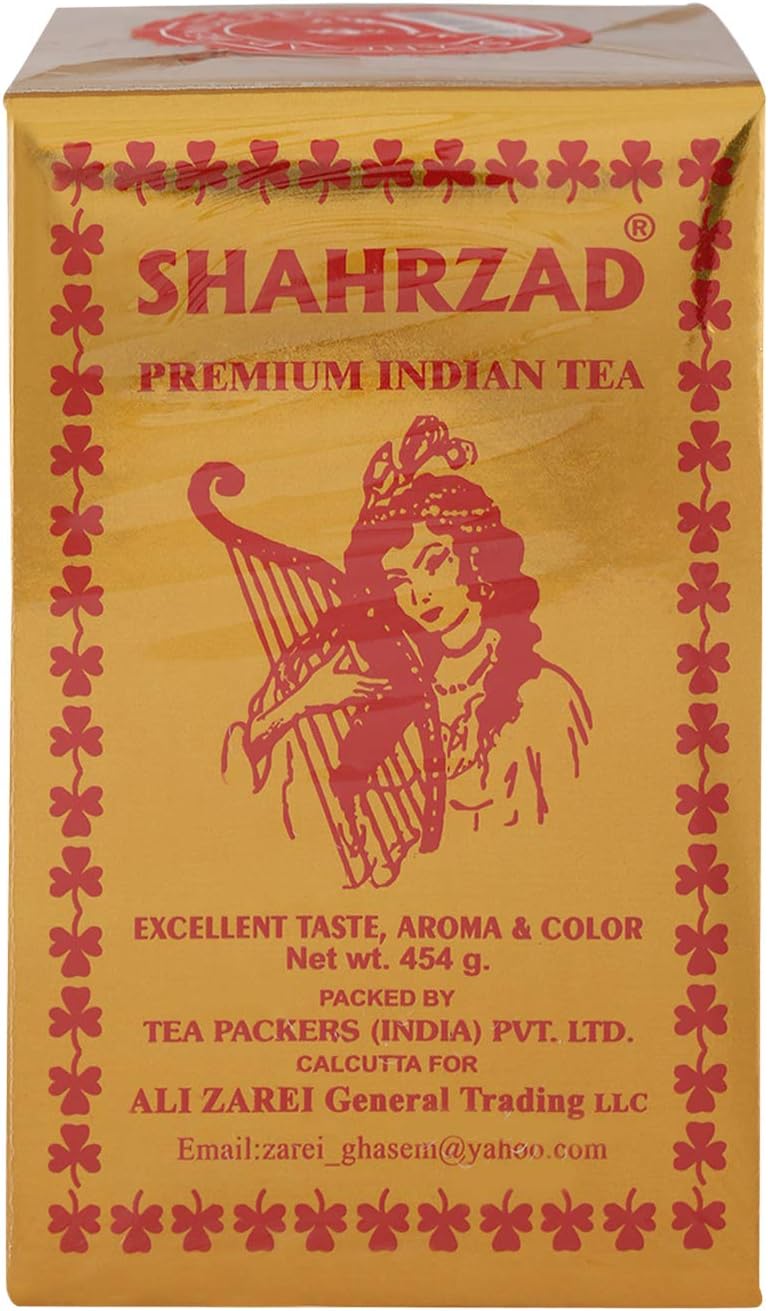 SHAHRZAD®
PREMIUM INDIAN TEA
EXCELLENT TASTE, AROMA & COLOR
Net wt. 454 g.
PACKED BY
TEA PACKERS (INDIA) PVT. LTD.
CALCUTTA FOR
ALI ZAREI General Trading LLC
Email:zarei_ghasem@yahoo.com